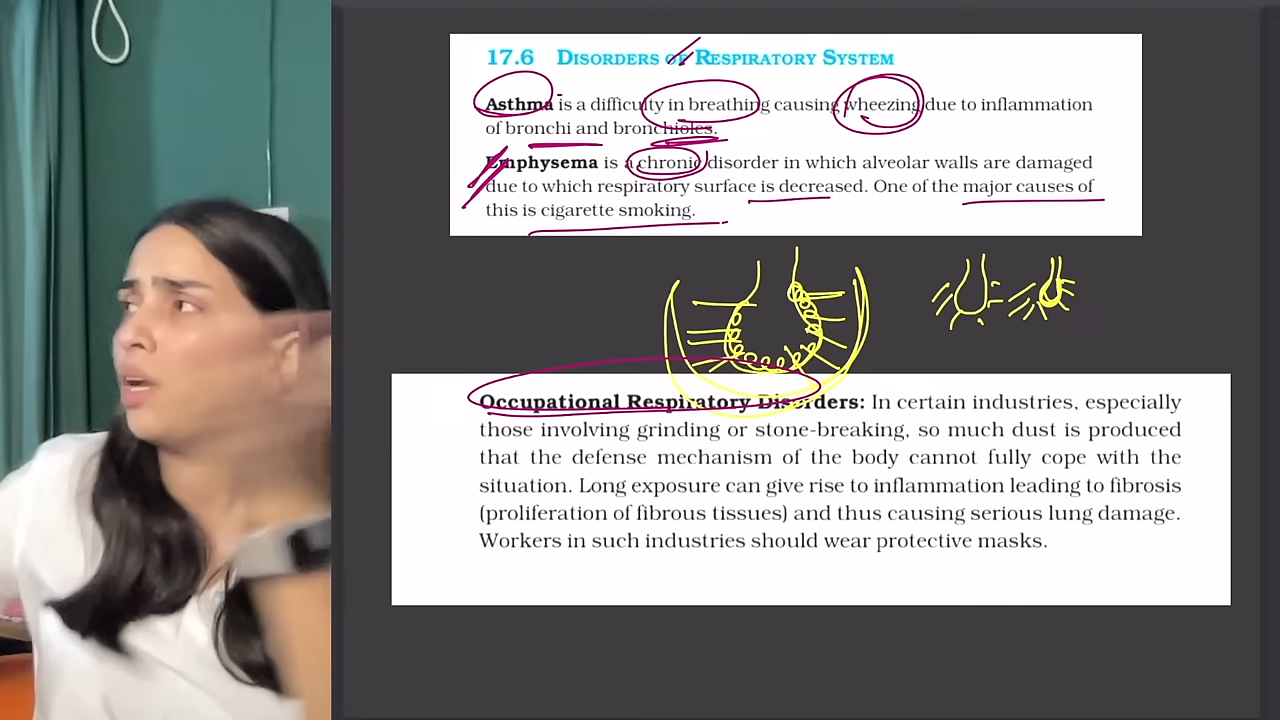 17.6 DISORDERS OF RESPIRATORY SYSTEM
Asthma is a difficulty in breathing causing wheezing due to inflammation
of bronchi and bronchioles.
Emphysema is a chronic disorder in which alveolar walls are damaged
due to which respiratory surface is decreased. One of the major causes of
this is cigarette smoking.
Occupational Respiratory Disorders: In certain industries, especially
those involving grinding or stone-breaking, so much dust is produced
that the defense mechanism of the body cannot fully cope with the
situation. Long exposure can give rise to inflammation leading to fibrosis
(proliferation of fibrous tissues) and thus causing serious lung damage.
Workers in such industries should wear protective masks.